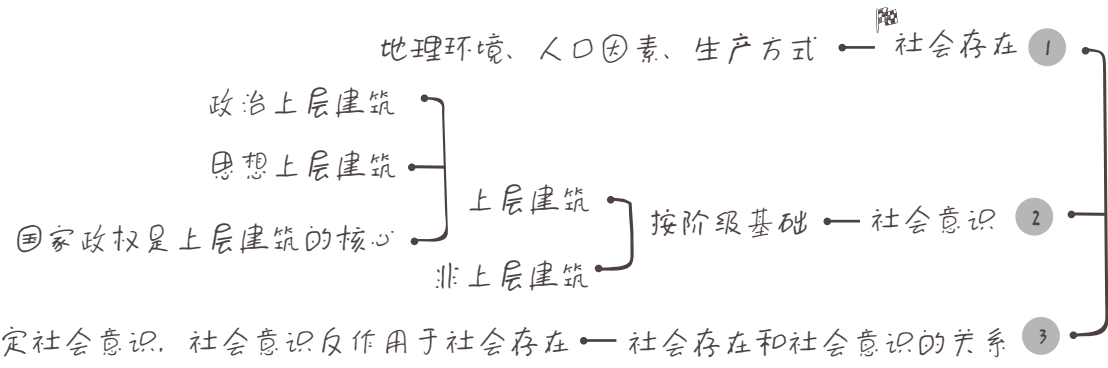 地理环境、人口因素、生产方式 社会存在 1
政治上层建筑
思想上层建筑
国家政权是上层建筑的核心
上层建筑
非上层建筑
按阶级基础 社会意识 2
定社会意识，社会意识反作用于社会存在 社会存在和社会意识的关系 3